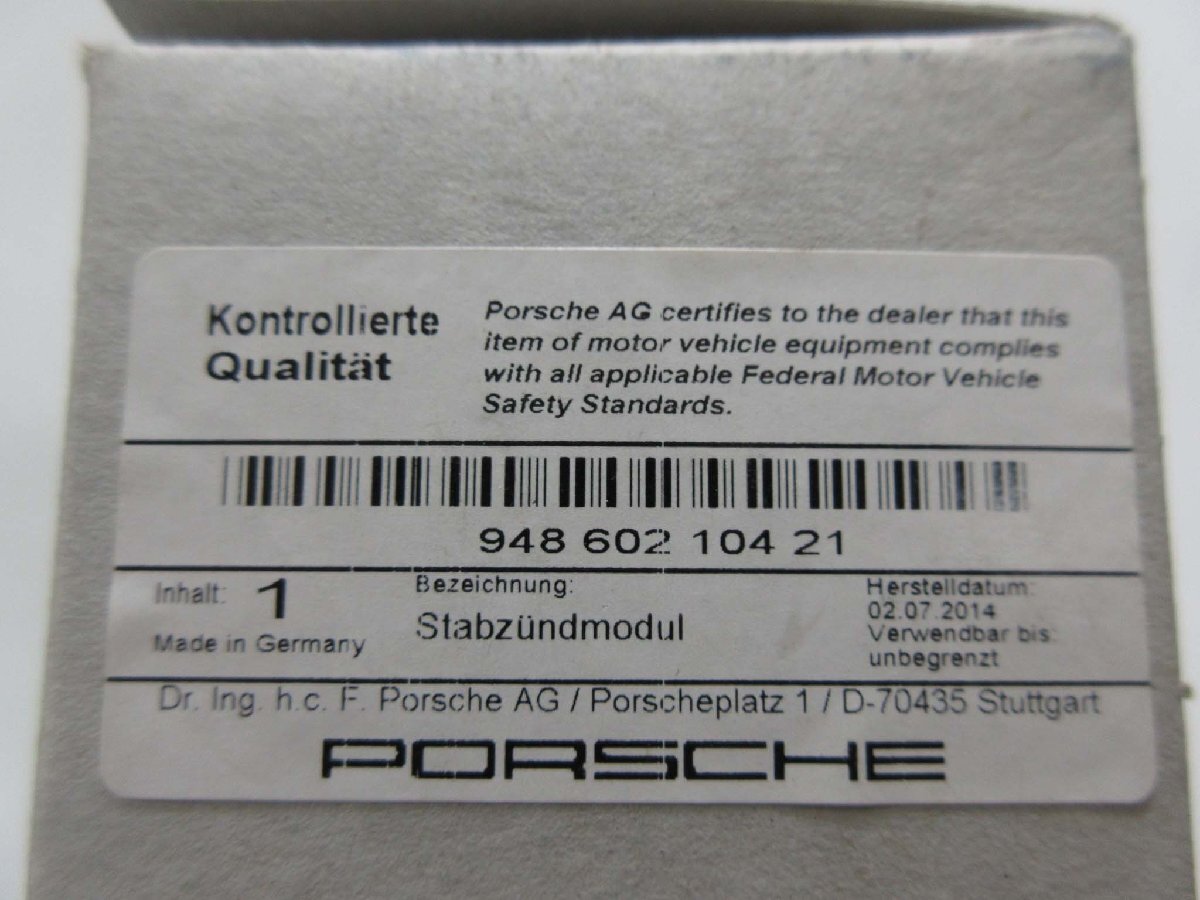 Kontrollierte
Qualität
Porsche AG certifies to the dealer that this
item of motor vehicle equipment complies
with all applicable Federal Motor Vehicle
Safety Standards.
948 602 104 21
Inhalt: 1
Made in Germany
Bezeichnung:
Stabzündmodul
Herstelldatum:
02.07.2014
Verwendbar bis:
unbegrenzt
Dr. Ing. h.c. F. Porsche AG / Porscheplatz 1 / D-70435 Stuttgart
PORSCHE